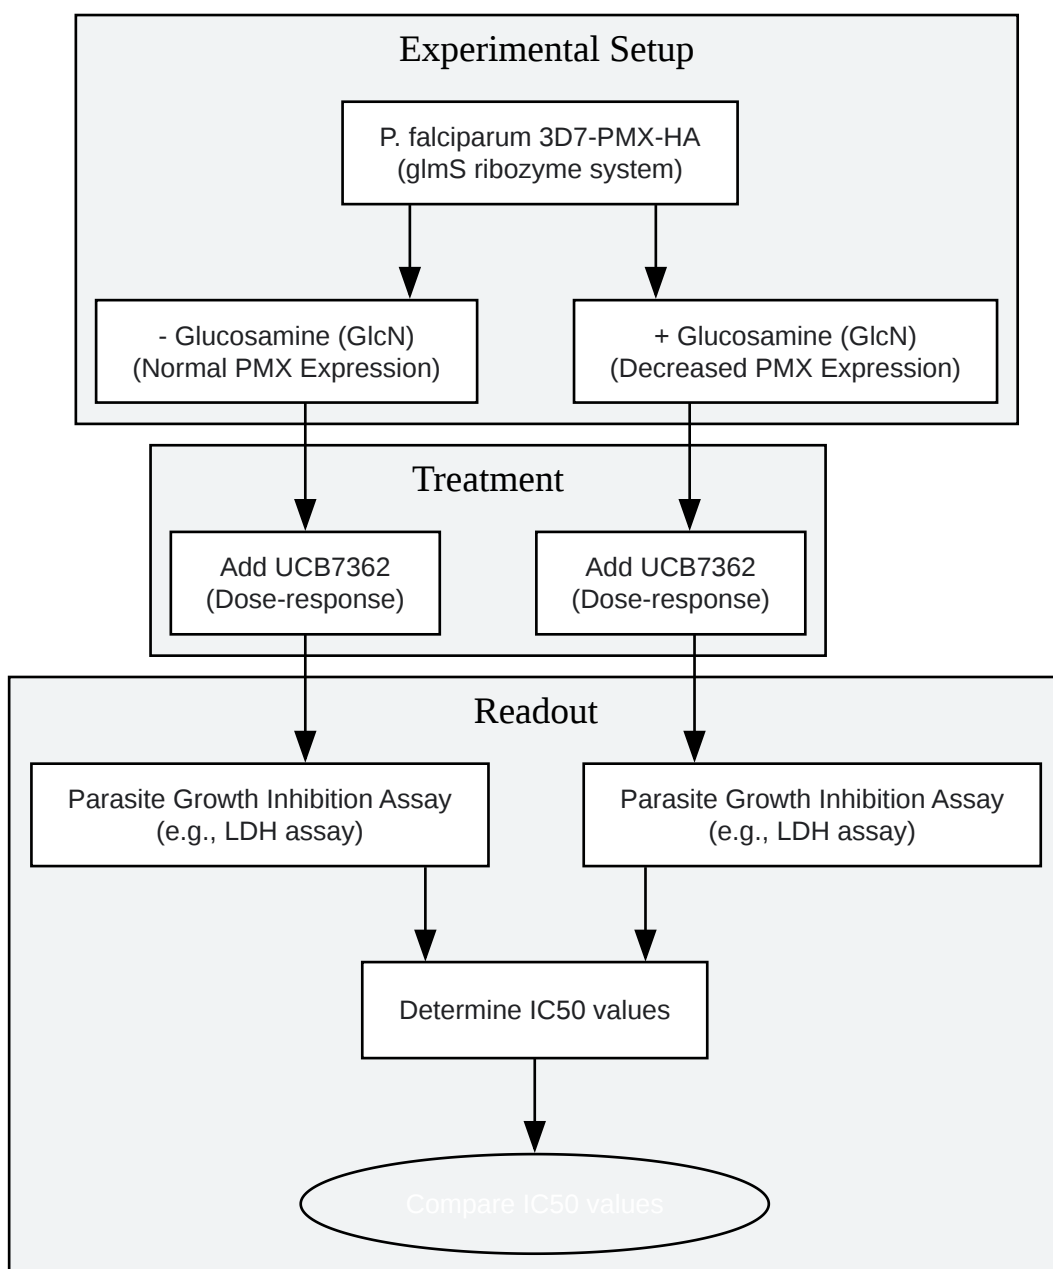 Experimental Setup
P. falciparum 3D7-PMX-HA
(glmS ribozyme system)
- Glucosamine (GlcN)
(Normal PMX Expression)
+ Glucosamine (GlcN)
(Decreased PMX Expression)
Treatment
Add UCB7362
(Dose-response)
Add UCB7362
(Dose-response)
Readout
Parasite Growth Inhibition Assay
(e.g., LDH assay)
Parasite Growth Inhibition Assay
(e.g., LDH assay)
Determine IC50 values
Compare IC50 values